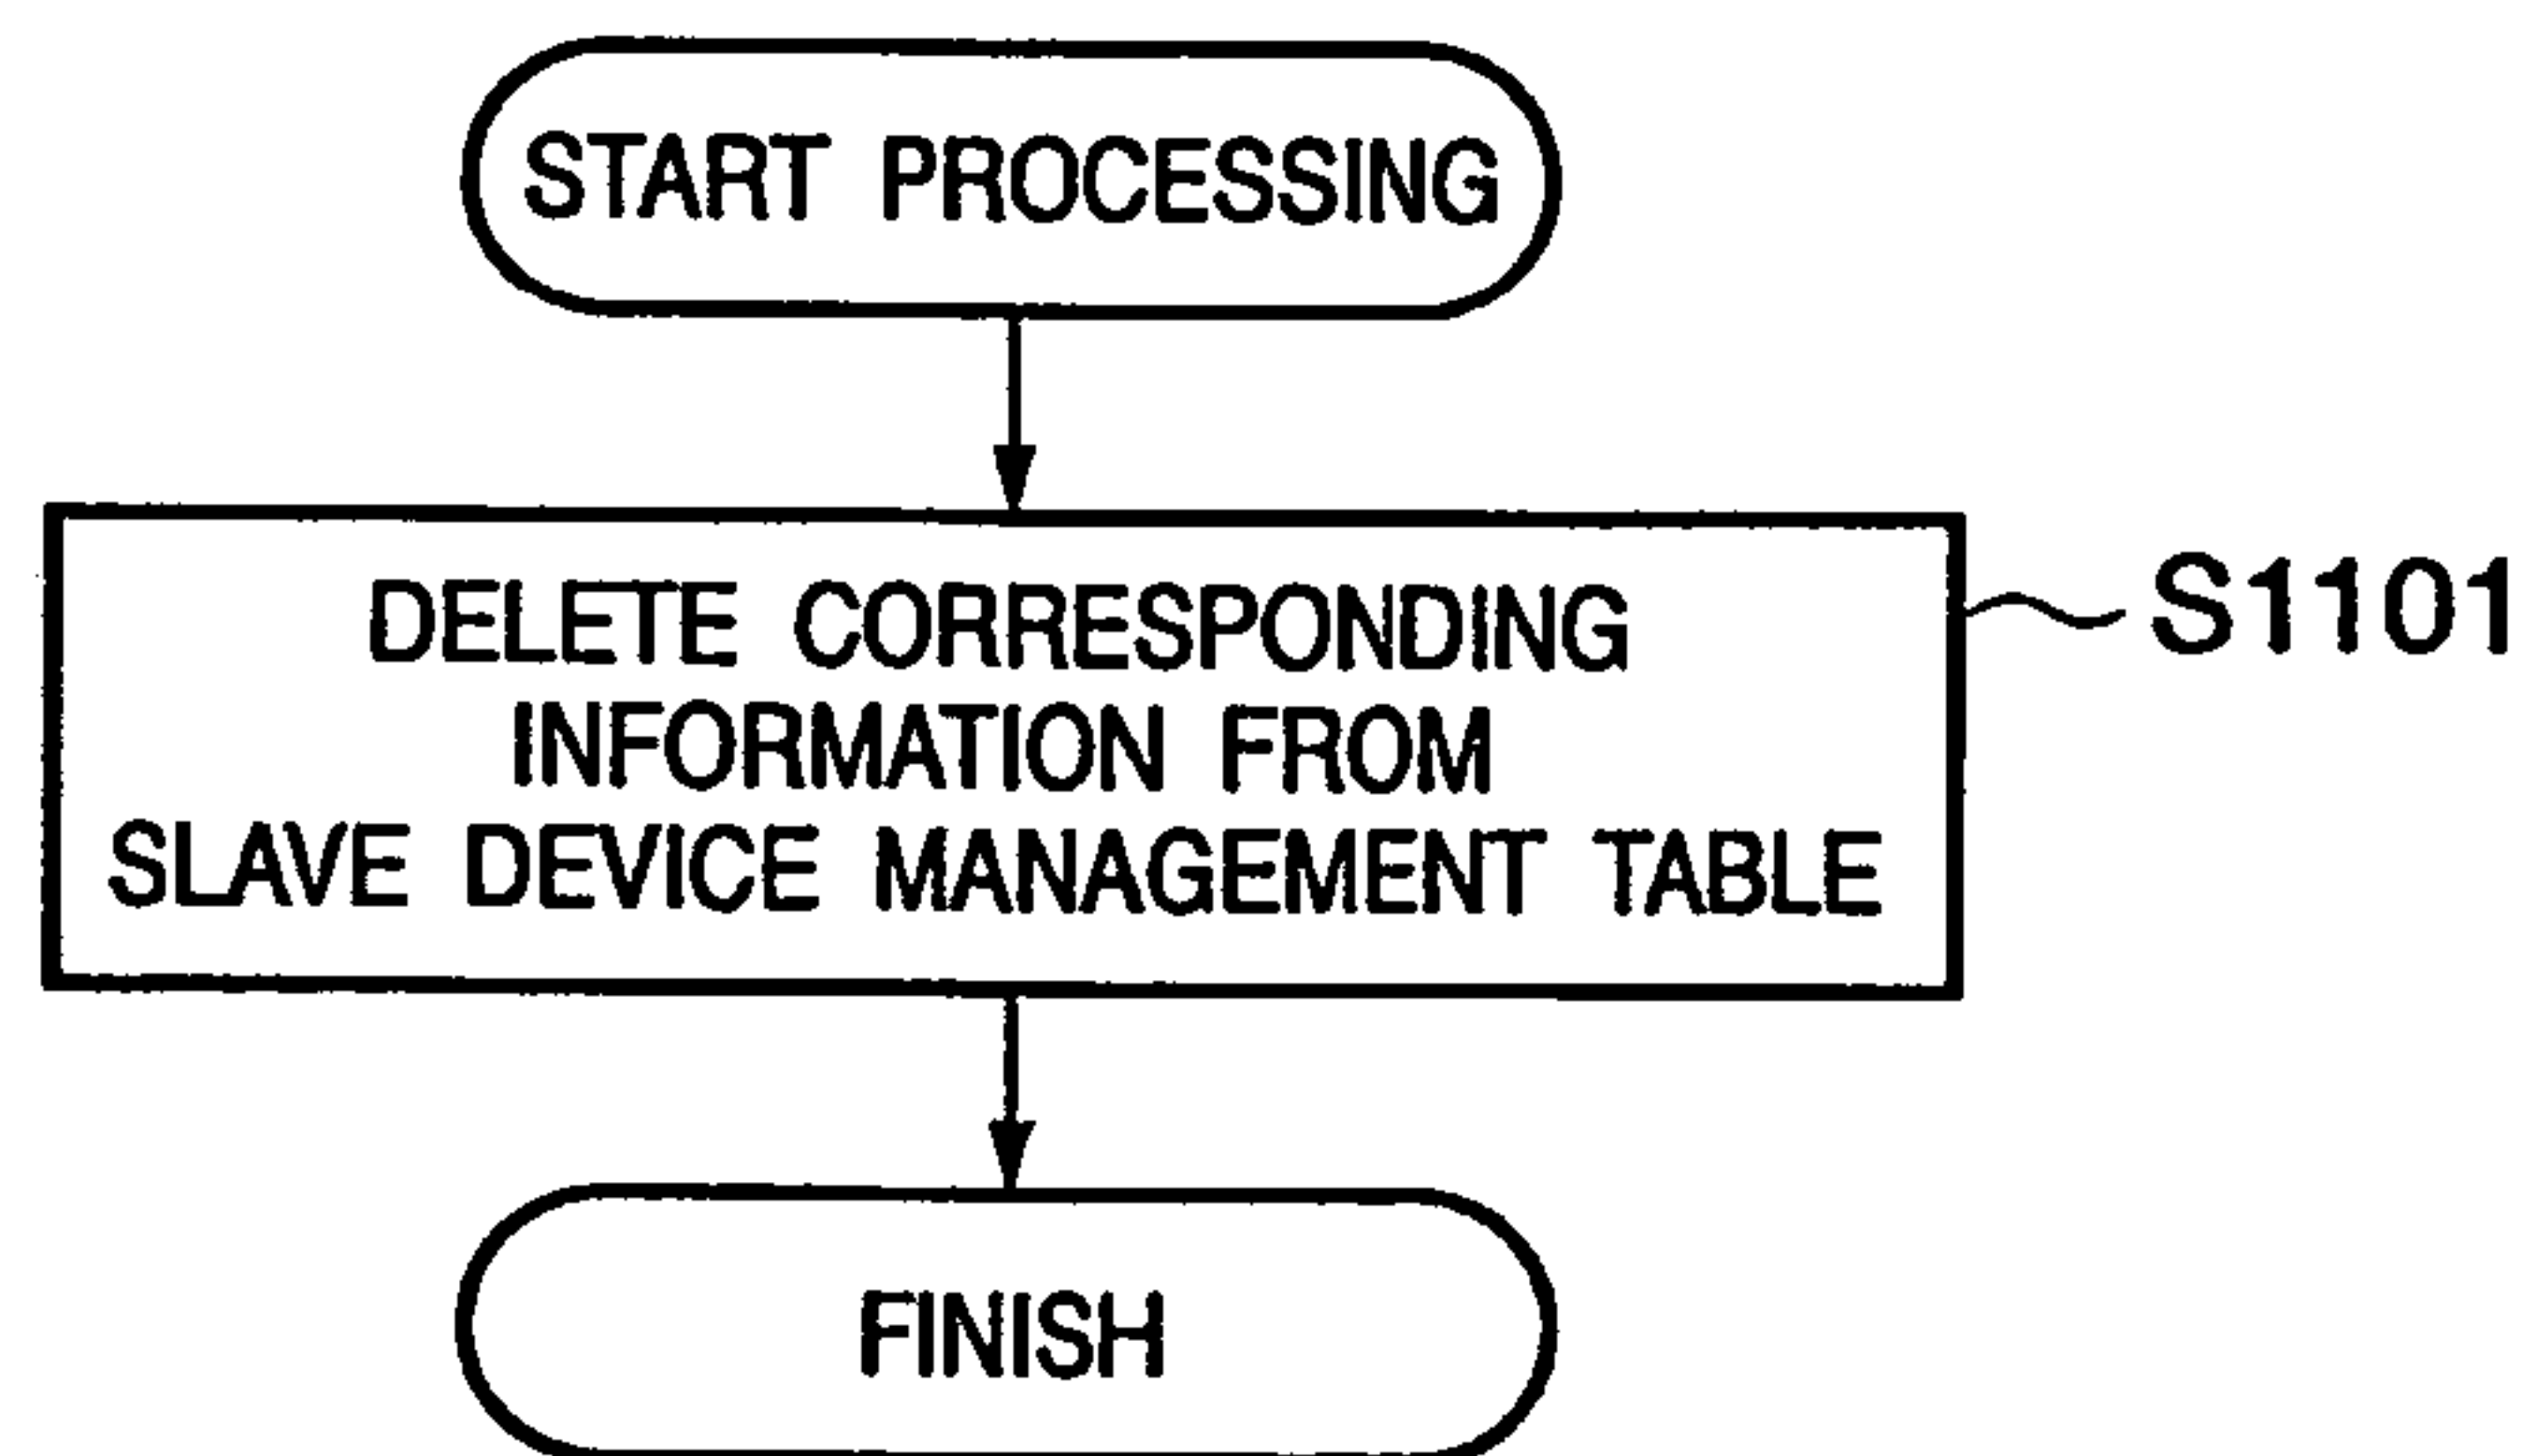 START PROCESSING
DELETE CORRESPONDING
INFORMATION FROM
SLAVE DEVICE MANAGEMENT TABLE
S1101
FINISH